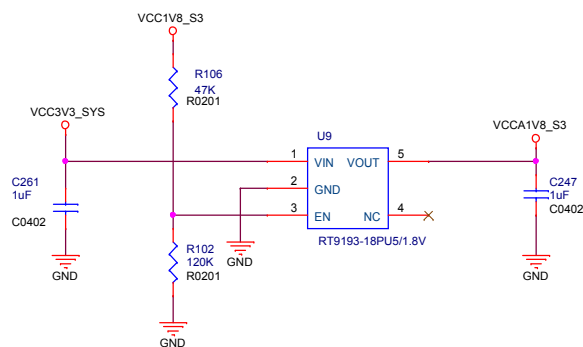 VCC1V8_S3
R106
47K
R0201
VCC3V3_SYS
U9
VCCA1V8_S3
1
VIN
VOUT
5
C261
1uF
C0402
2
GND
C247
1uF
C0402
3
EN
NC
4
R102
120K
R0201
RT9193-18PU5/1.8V
GND
GND
GND
GND